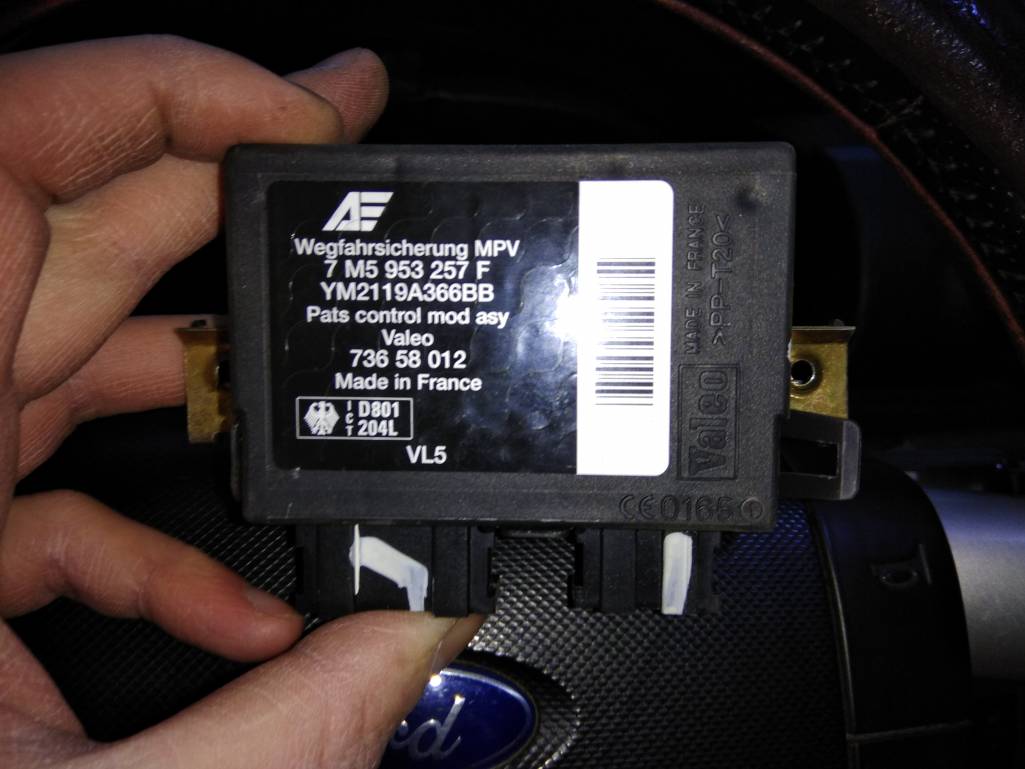 AE
Wegfahrsicherung MPV
7 M5 953 257 F
YM2119A366BB
Pats control mod asy
Valeo
736 58 012
Made in France
ICT D801
204L
VL5
MADE IN FRANCE
>PP-T20<
Valeo
CE0165